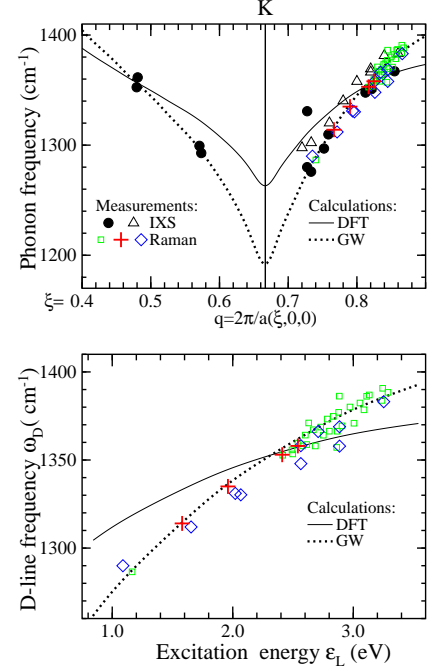 K
Phonon frequency (cm⁻¹)
1400
1300
1200
Measurements:
IXS
Raman
Calculations:
DFT
GW
ξ= 0.4 0.5 0.6 0.7 0.8 0.9
q=2π/a(ξ,0,0)
D-line frequency ω_D( cm⁻¹)
1400
1350
1300
Calculations:
DFT
GW
1.0 2.0 3.0
Excitation energy ε_L (eV)